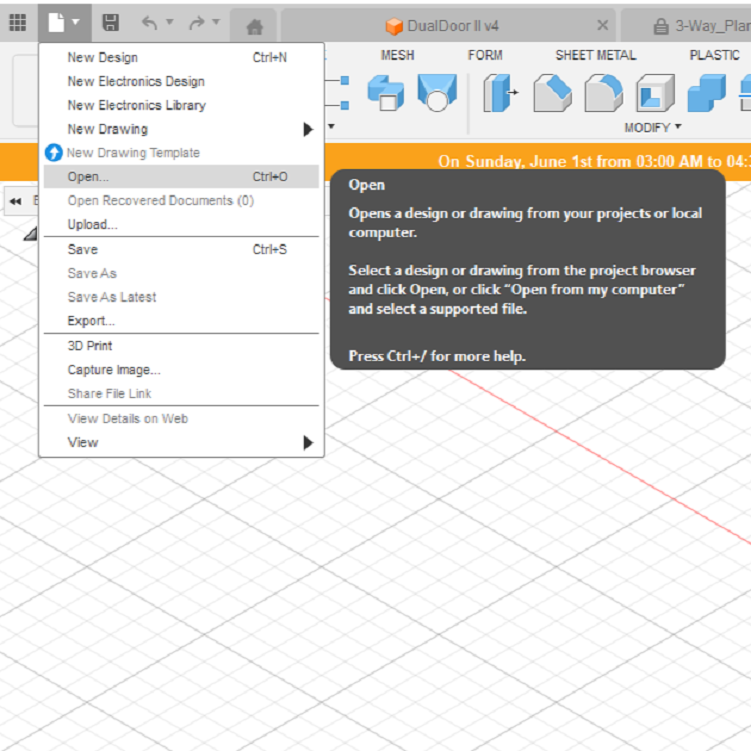 DualDoor II v4
3-Way_Plan
MESH
FORM
SHEET METAL
PLASTIC
MODIFY
On Sunday, June 1st from 03:00 AM to 04:
New Design Ctrl+N
New Electronics Design
New Electronics Library
New Drawing
New Drawing Template
Open... Ctrl+O
Open Recovered Documents (0)
Upload...
Save Ctrl+S
Save As
Save As Latest
Export...
3D Print
Capture Image...
Share File Link
View Details on Web
View
Open
Opens a design or drawing from your projects or local
computer.
Select a design or drawing from the project browser
and click Open, or click “Open from my computer”
and select a supported file.
Press Ctrl+/ for more help.